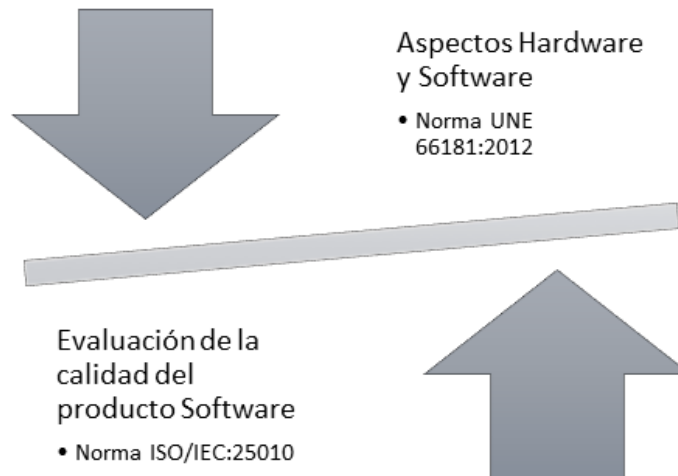 Aspectos Hardware
y Software
• Norma UNE
66181:2012
Evaluación de la
calidad del
producto Software
• Norma ISO/IEC:25010